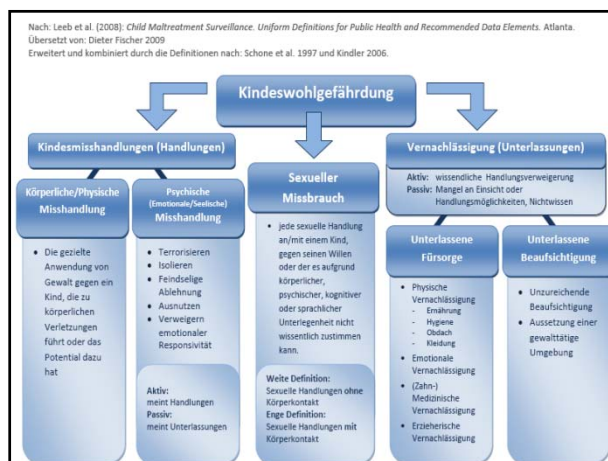 Nach: Leeb et al. (2008): Child Maltreatment Surveillance. Uniform Definitions for Public Health and Recommended Data Elements. Atlanta.
Übersetzt von: Dieter Fischer 2009
Erweitert und kombiniert durch die Definitionen nach: Schone et al. 1997 und Kindler 2006.
Kindeswohlgefährdung
Kindesmisshandlungen (Handlungen)
Körperliche/Physische
Misshandlung
• Die gezielte
Anwendung von
Gewalt gegen ein
Kind, die zu
körperlichen
Verletzungen
führt oder das
Potential dazu
hat
Psychische
(Emotionale/Seelische)
Misshandlung
• Terrorisieren
• Isolieren
• Feindselige
Ablehnung
• Ausnutzen
• Verweigern
emotionaler
Responsivität
Aktiv:
meint Handlungen
Passiv:
meint Unterlassungen
Sexueller
Missbrauch
• jede sexuelle Handlung
an/mit einem Kind,
gegen seinen Willen
oder der es aufgrund
körperlicher,
psychischer, kognitiver
oder sprachlicher
Unterlegenheit nicht
wissentlich zustimmen
kann.
Weite Definition:
Sexuelle Handlungen ohne
Körperkontakt
Enge Definition:
Sexuelle Handlungen mit
Körperkontakt
Vernachlässigung (Unterlassungen)
Aktiv: wissendliche Handlungsverweigerung
Passiv: Mangel an Einsicht oder
Handlungsmöglichkeiten, Nichtwissen
Unterlassene
Fürsorge
• Physische
Vernachlässigung
- Ernährung
- Hygiene
- Obdach
- Kleidung
• Emotionale
Vernachlässigung
• (Zahn-)
Medizinische
Vernachlässigung
• Erzieherische
Vernachlässigung
Unterlassene
Beaufsichtigung
• Unzureichende
Beaufsichtigung
• Aussetzung einer
gewalttätige
Umgebung